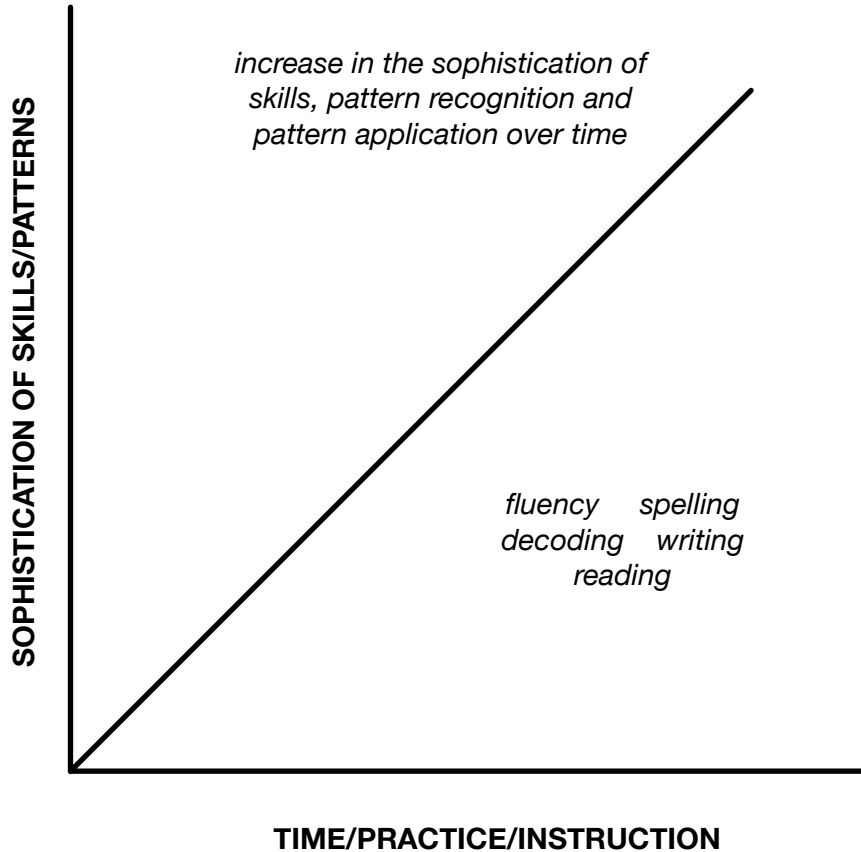 increase in the sophistication of
skills, pattern recognition and
pattern application over time
SOPHISTICATION OF SKILLS/PATTERNS
fluency spelling
decoding writing
reading
TIME/PRACTICE/INSTRUCTION